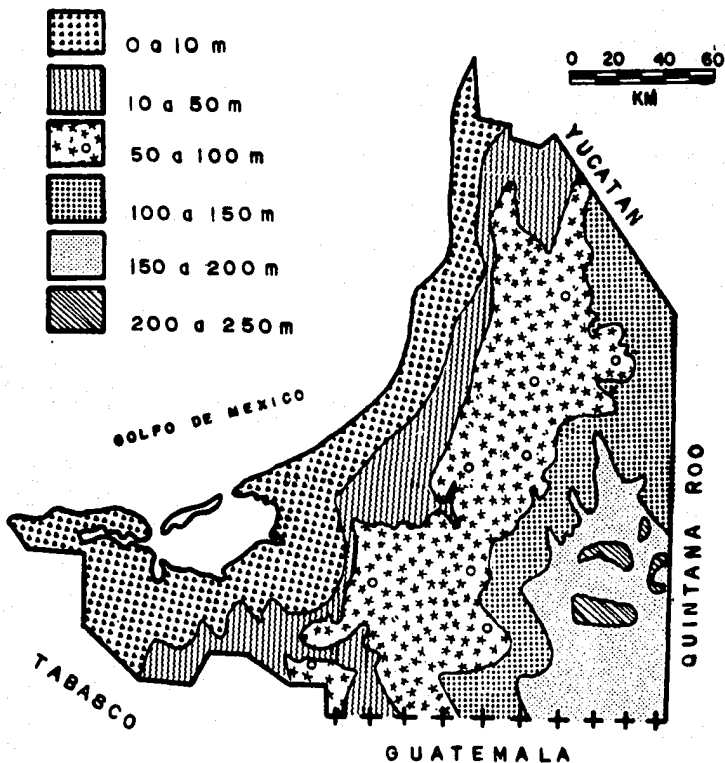 0 a 10 m
10 a 50 m
50 a 100 m
100 a 150 m
150 a 200 m
200 a 250 m
0 20 40 60
KM
YUCATAN
GOLFO DE MEXICO
QUINTANA ROO
TABASCO
GUATEMALA